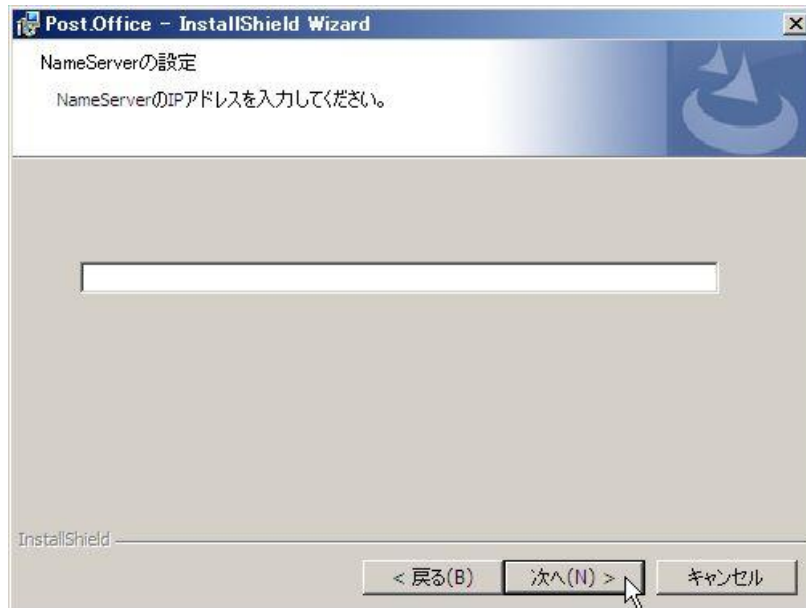 Post.Office - InstallShield Wizard
NameServerの設定
NameServerのIPアドレスを入力してください。
InstallShield
< 戻る(B)
次へ(N) >
キャンセル